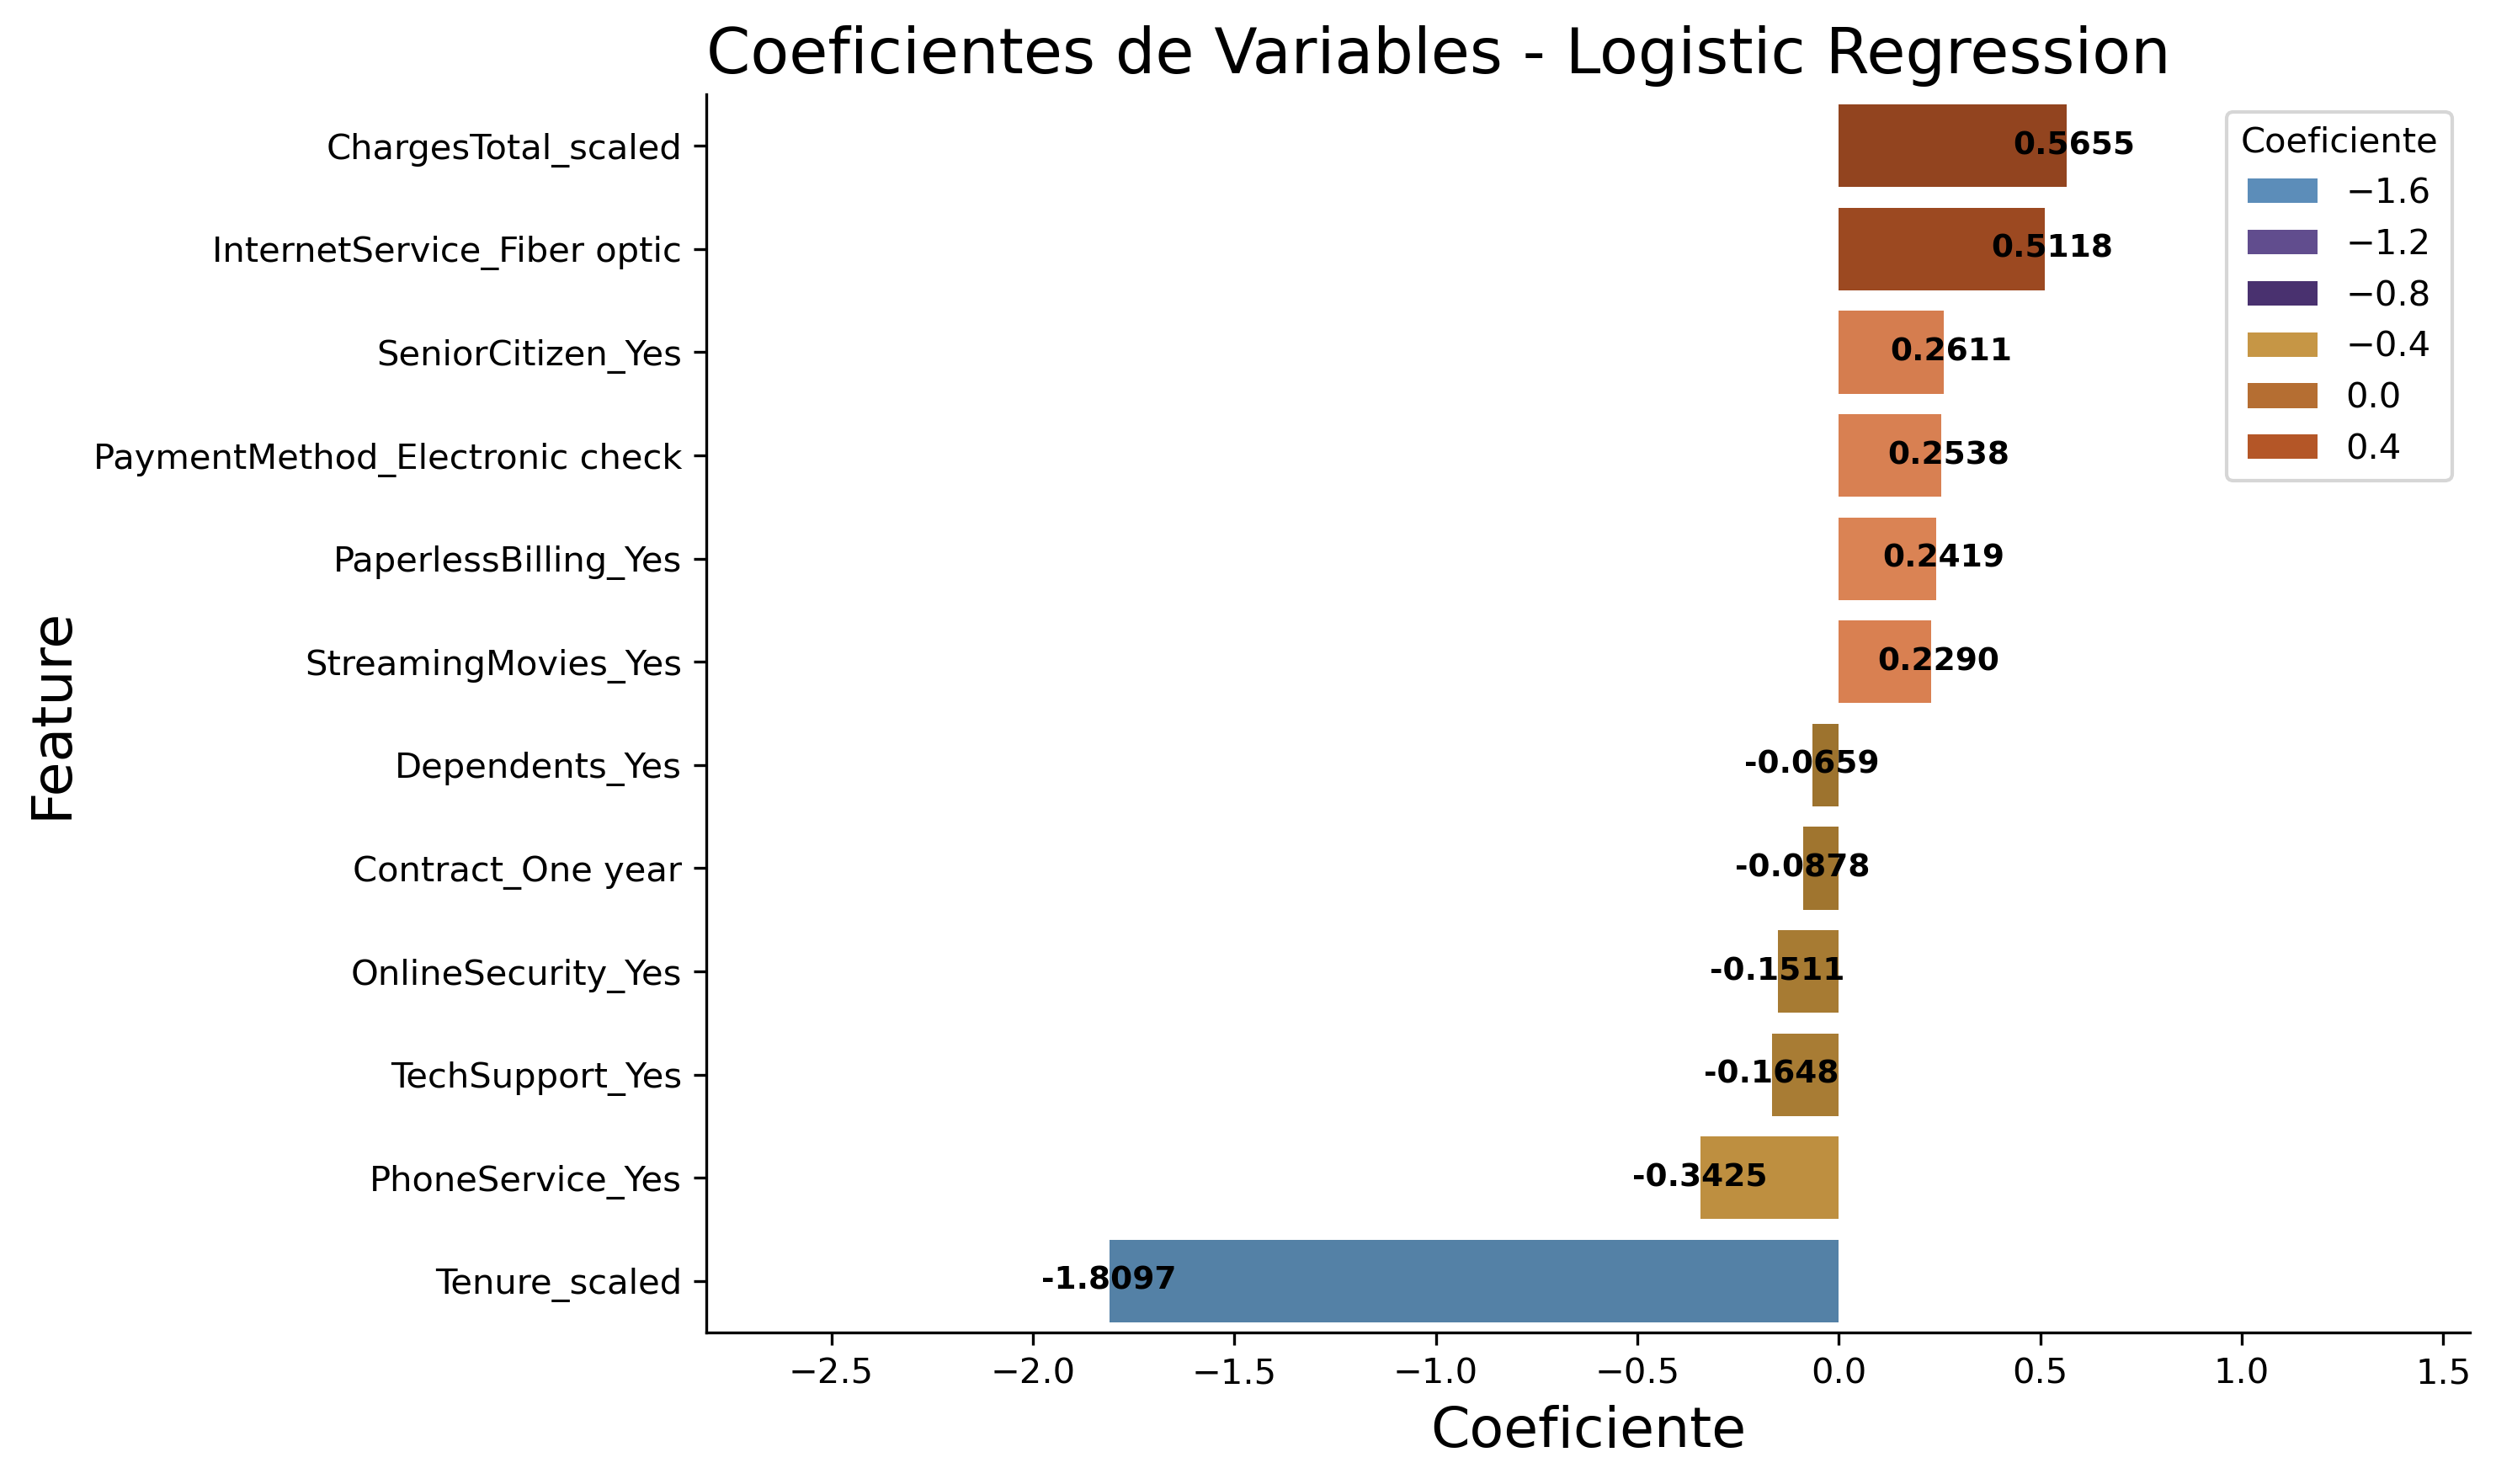 Coeficientes de Variables - Logistic Regression
ChargesTotal_scaled
0.5655
InternetService_Fiber optic
0.5118
SeniorCitizen_Yes
0.2611
PaymentMethod_Electronic check
0.2538
PaperlessBilling_Yes
0.2419
StreamingMovies_Yes
0.2290
Dependents_Yes
-0.0659
Contract_One year
-0.0878
OnlineSecurity_Yes
-0.1511
TechSupport_Yes
-0.1648
PhoneService_Yes
-0.3425
Tenure_scaled
-1.8097
Feature
Coeficiente
−1.6
−1.2
−0.8
−0.4
0.0
0.4
−2.5 −2.0 −1.5 −1.0 −0.5 0.0 0.5 1.0 1.5
Coeficiente